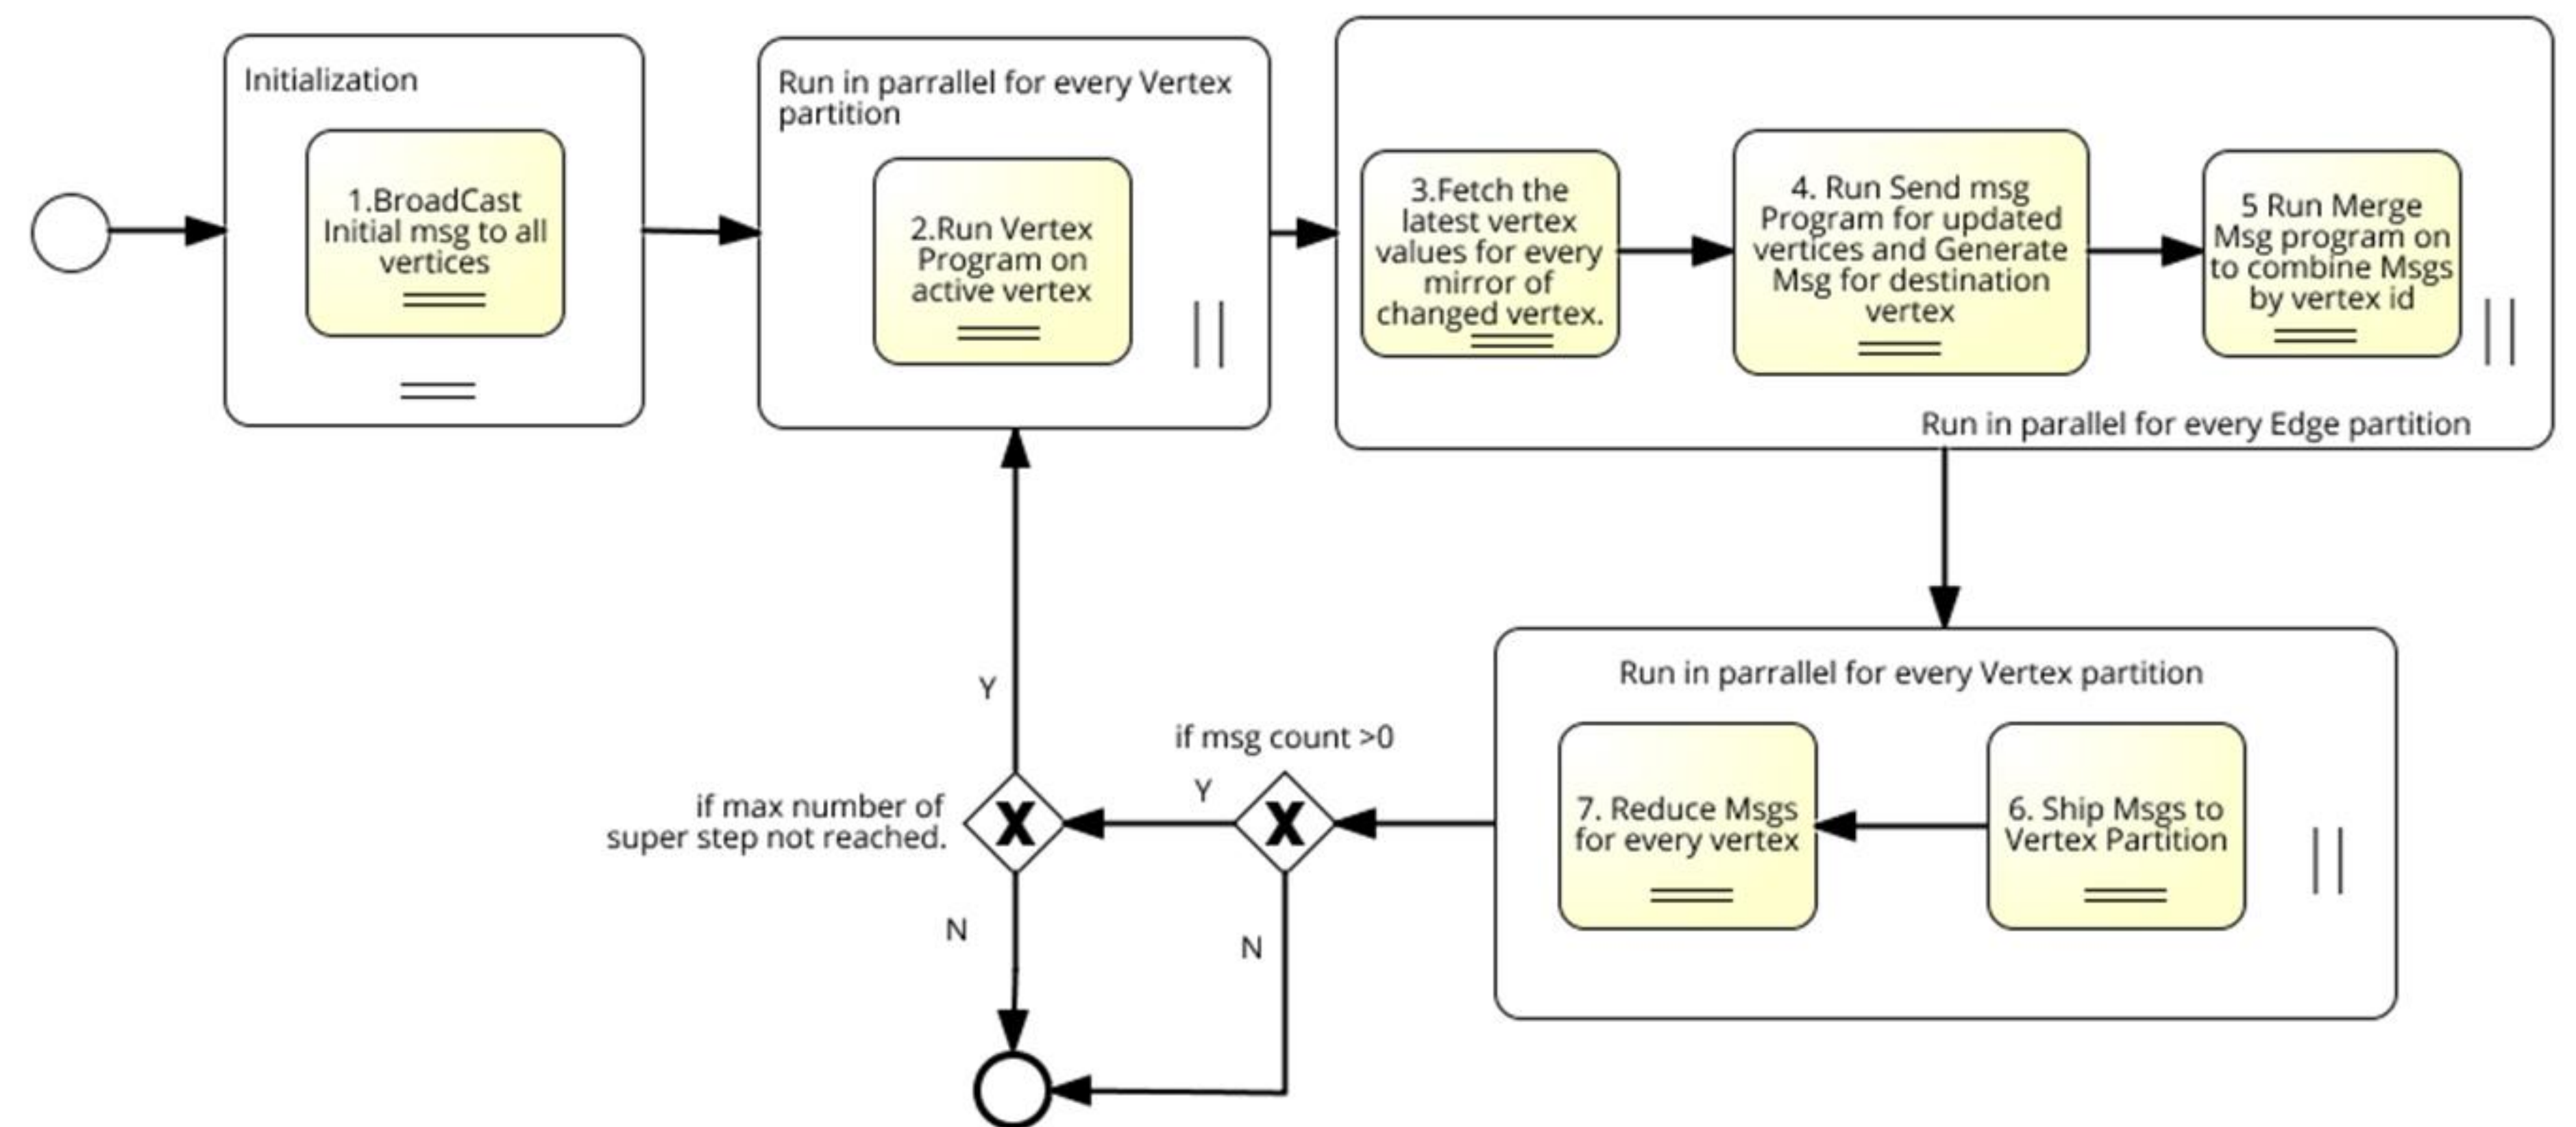 Initialization
1.BroadCast
Initial msg to all
vertices
Run in parrallel for every Vertex
partition
2.Run Vertex
Program on
active vertex
3.Fetch the
latest vertex
values for every
mirror of
changed vertex.
4. Run Send msg
Program for updated
vertices and Generate
Msg for destination
vertex
5 Run Merge
Msg program on
to combine Msgs
by vertex id
Run in parallel for every Edge partition
Run in parrallel for every Vertex partition
6. Ship Msgs to
Vertex Partition
7. Reduce Msgs
for every vertex
if msg count >0
Y
N
if max number of
super step not reached.
Y
N
X
X